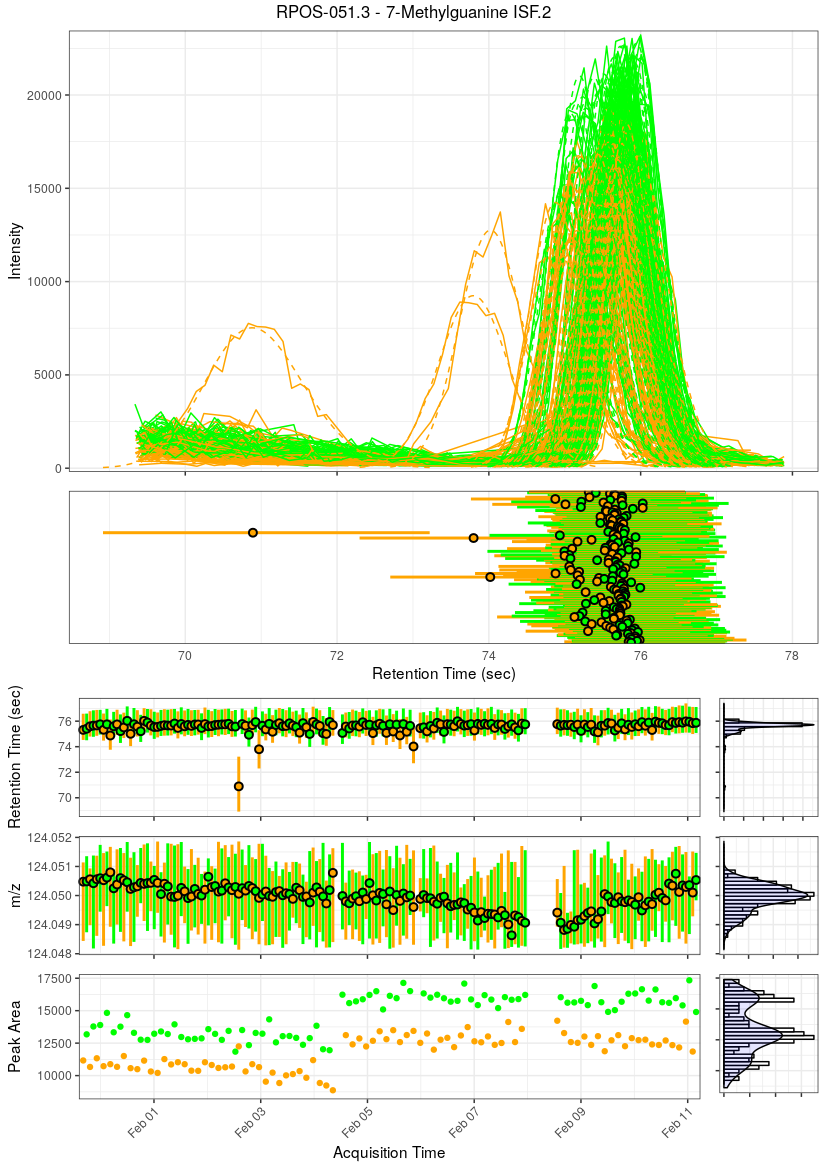 RPOS-051.3 - 7-Methylguanine ISF.2
Intensity
20000
15000
10000
5000
0
70
72
74
76
78
Retention Time (sec)
Retention Time (sec)
76
74
72
70
m/z
124.052
124.051
124.050
124.049
124.048
Peak Area
17500
15000
12500
10000
Feb 01
Feb 03
Feb 05
Feb 07
Feb 09
Feb 11
Acquisition Time